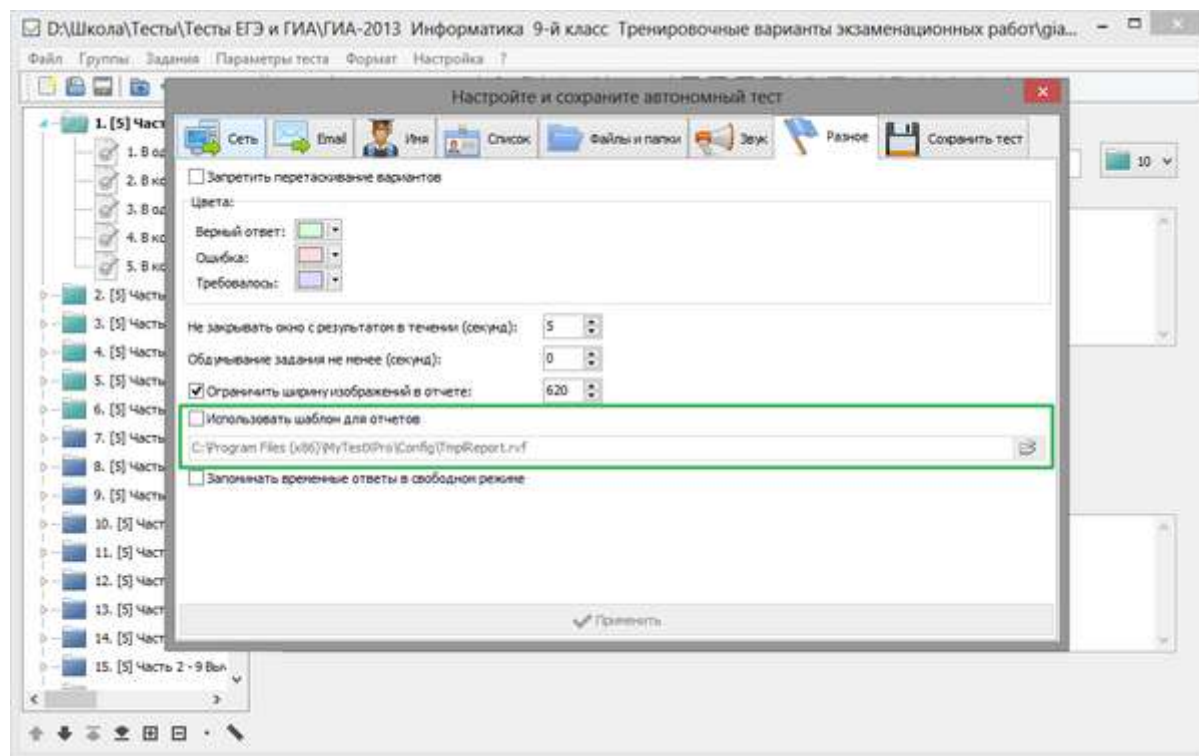 D:\Школа\Тесты\Тесты ЕГЭ и ГИА\ГИА-2013 Информатика 9-й класс Тренировочные варианты экзаменационных работ\gia...
Файл Группы Задания Параметры теста Формат Настройка ?
Настройте и сохраните автономный тест
Сеть Email Имя Список Файлы и папки Звук Разное Сохранить тест
10
Запретить перетаскивание вариантов
Цвета:
Верный ответ:
Ошибка:
Требовалось:
Не закрывать окно с результатом в течении (секунд): 5
Обдумывание задания не менее (секунд): 0
Ограничить ширину изображений в отчете: 620
Использовать шаблон для отчетов
C:\Program Files (x86)\MyTestXPro\Config\TmplReport.rvf
Запоминать временные ответы в свободном режиме
Применить
1. [5] Част
1. В од
2. В ко
3. В од
4. В ко
5. В ко
2. [5] Часть
3. [5] Часть
4. [5] Часть
5. [5] Часть
6. [5] Часть
7. [5] Часть
8. [5] Часть
9. [5] Часть
10. [5] Част
11. [5] Част
12. [5] Част
13. [5] Част
14. [5] Част
15. [5] Часть 2 - 9 Вып